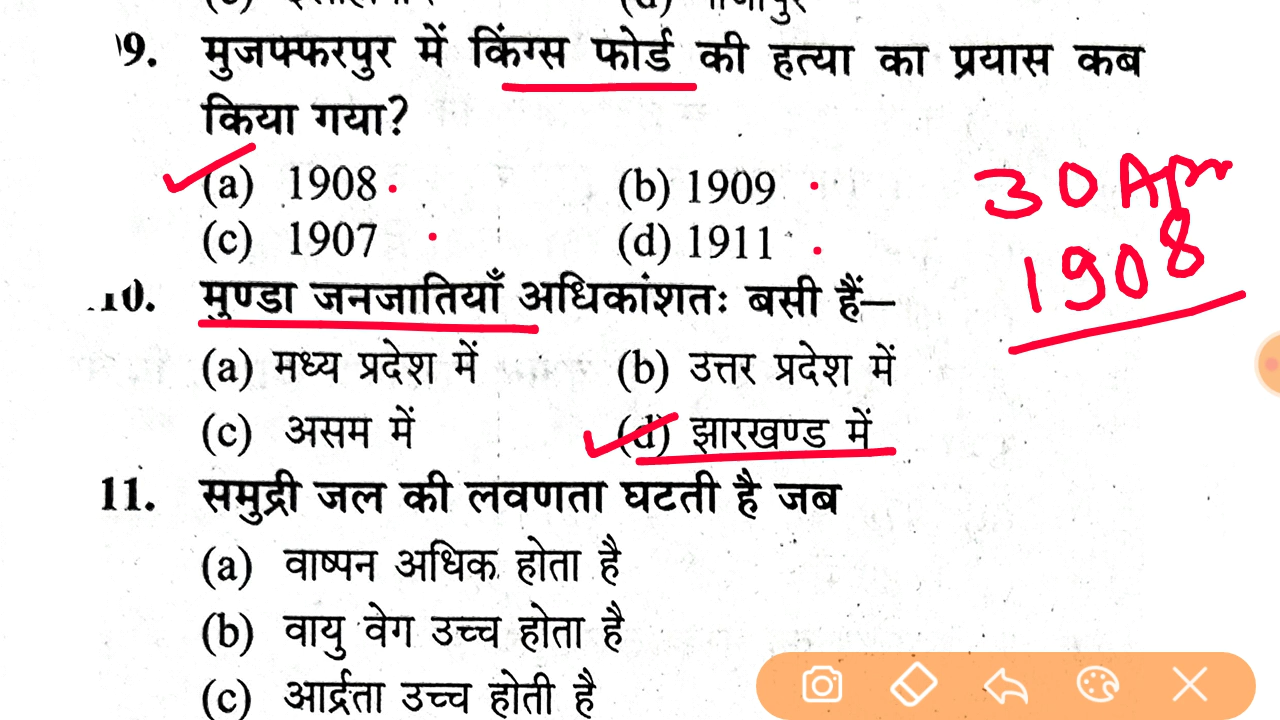 9. मुजफ्फरपुर में किंग्स फोर्ड की हत्या का प्रयास कब
किया गया?
(a) 1908 (b) 1909
(c) 1907 (d) 1911
30 Apr
1908
10. मुण्डा जनजातियाँ अधिकांशतः बसी हैं—
(a) मध्य प्रदेश में (b) उत्तर प्रदेश में
(c) असम में (d) झारखण्ड में
11. समुद्री जल की लवणता घटती है जब
(a) वाष्पन अधिक होता है
(b) वायु वेग उच्च होता है
(c) आर्द्रता उच्च होती है